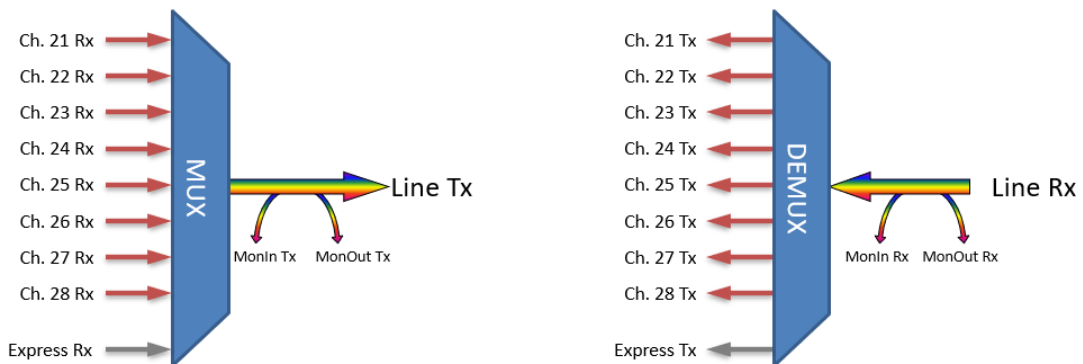 Ch. 21 Rx
Ch. 22 Rx
Ch. 23 Rx
Ch. 24 Rx
Ch. 25 Rx
Ch. 26 Rx
Ch. 27 Rx
Ch. 28 Rx
Express Rx
MUX
Line Tx
MonIn Tx
MonOut Tx
Ch. 21 Tx
Ch. 22 Tx
Ch. 23 Tx
Ch. 24 Tx
Ch. 25 Tx
Ch. 26 Tx
Ch. 27 Tx
Ch. 28 Tx
Express Tx
DEMUX
Line Rx
MonIn Rx
MonOut Rx